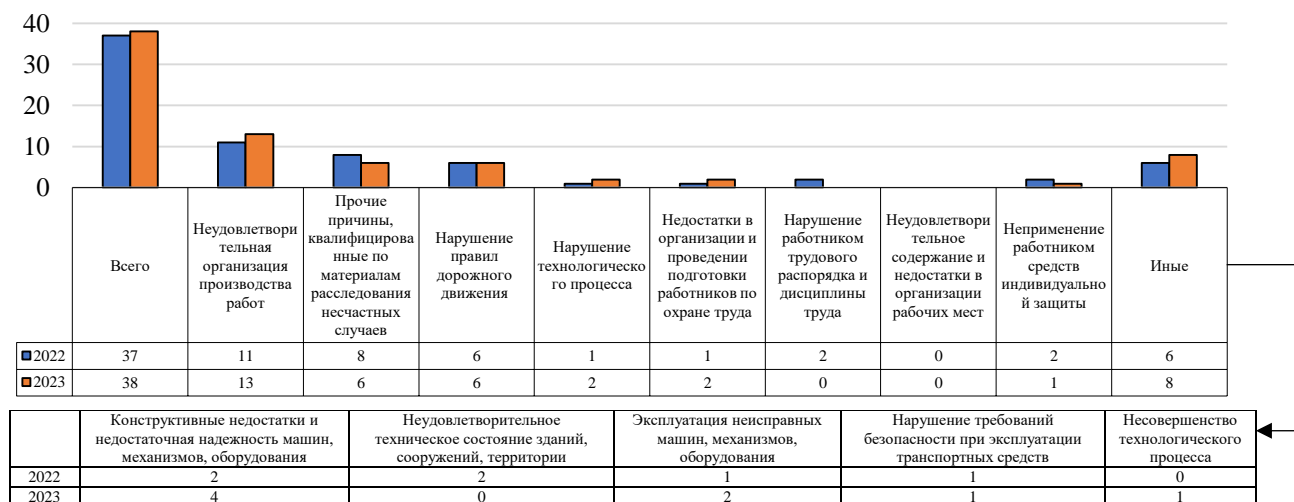 40
30
20
10
0
Всего
Неудовлетвори
тельная
организация
производства
работ
Прочие
причины,
квалифицирова
нные по
материалам
расследования
несчастных
случаев
Нарушение
правил
дорожного
движения
Нарушение
технологическо
го процесса
Недостатки в
организации и
проведении
подготовки
работников по
охране труда
Нарушение
работником
трудового
распорядка и
дисциплины
труда
Неудовлетвори
тельное
содержание и
недостатки в
организации
рабочих мест
Неприменение
работником
средств
индивидуально
й защиты
Иные
2022 37 11 8 6 1 1 2 0 2 6
2023 38 13 6 6 2 2 0 0 1 8
Конструктивные недостатки и
недостаточная надежность машин,
механизмов, оборудования
Неудовлетворительное
техническое состояние зданий,
сооружений, территории
Эксплуатация неисправных
машин, механизмов,
оборудования
Нарушение требований
безопасности при эксплуатации
транспортных средств
Несовершенство
технологического
процесса
2022 2 2 1 1 0
2023 4 0 2 1 1